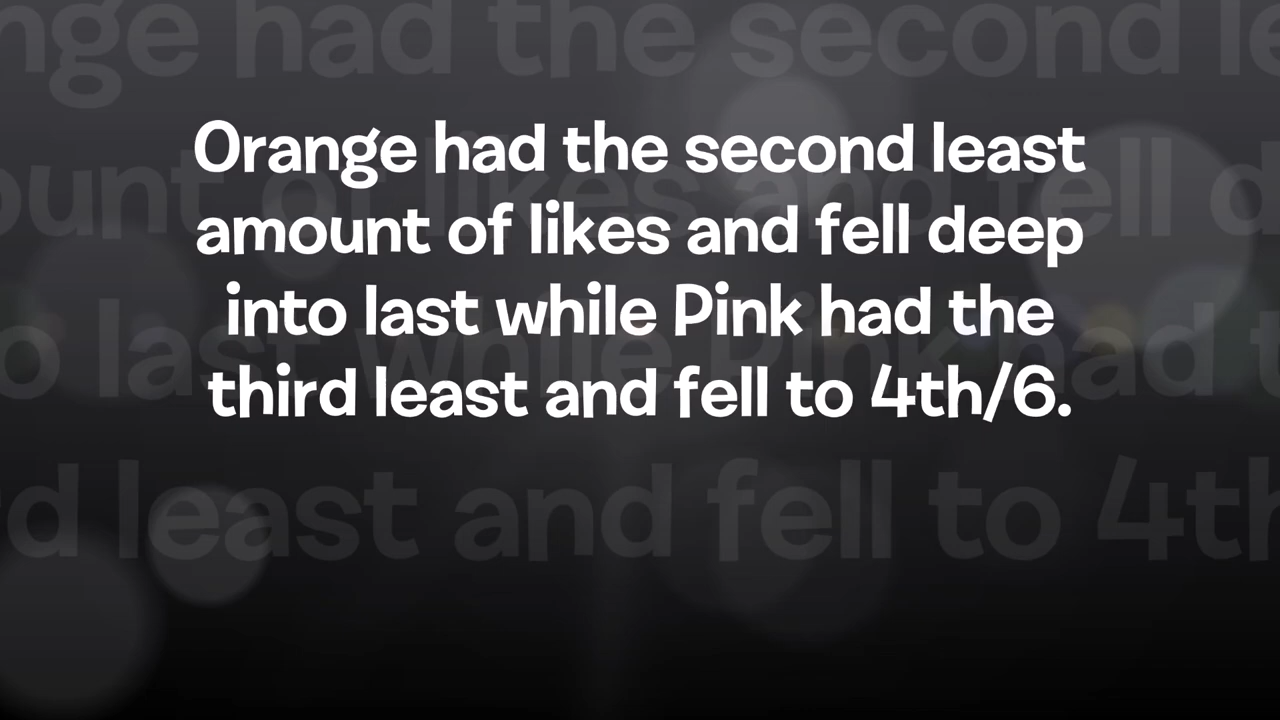 Orange had the second least
amount of likes and fell deep
into last while Pink had the
third least and fell to 4th/6.